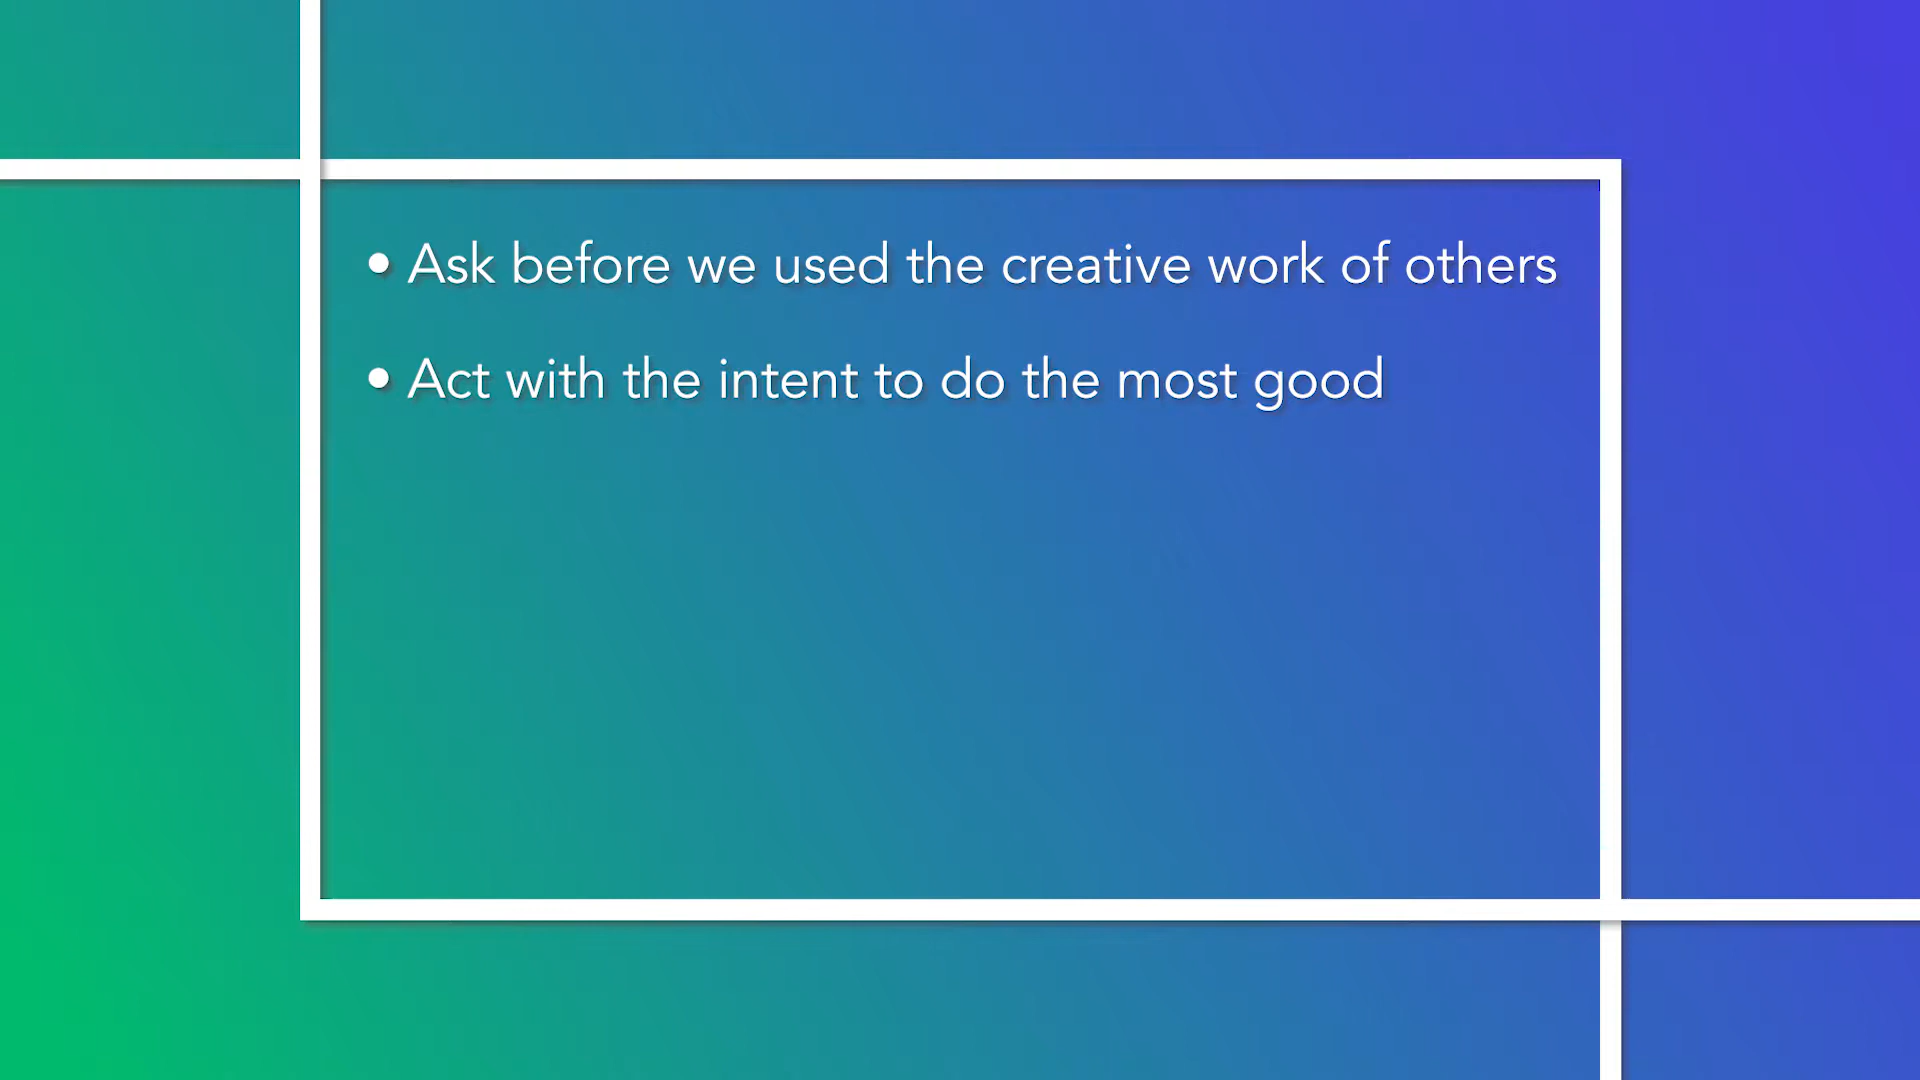 • Ask before we used the creative work of others
• Act with the intent to do the most good